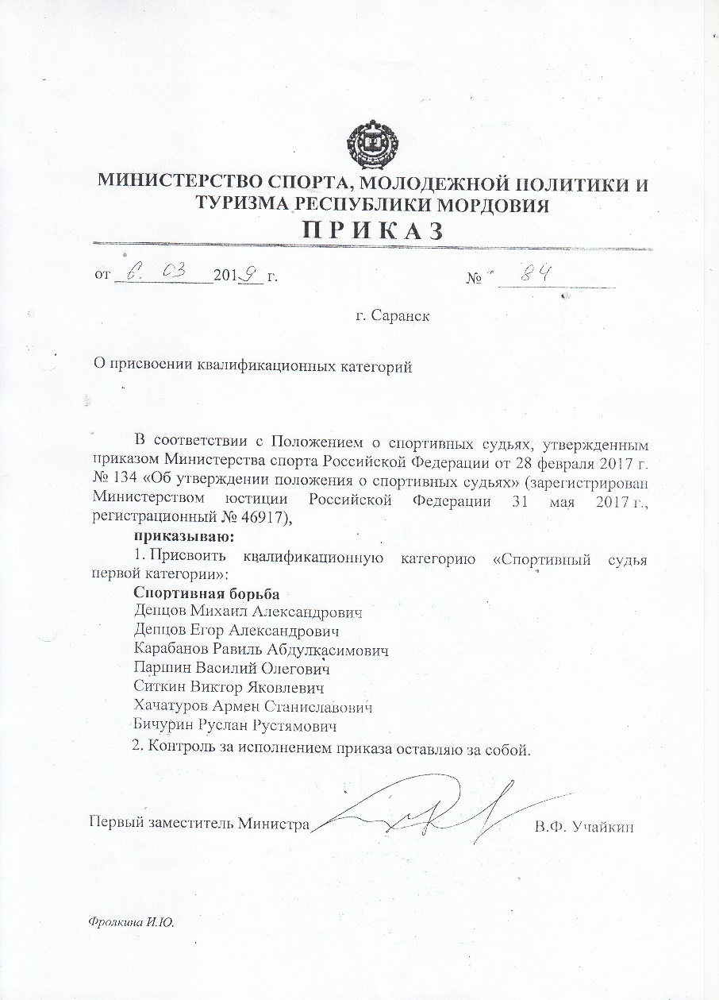 МИНИСТЕРСТВО СПОРТА, МОЛОДЕЖНОЙ ПОЛИТИКИ И
ТУРИЗМА РЕСПУБЛИКИ МОРДОВИЯ
П Р И К А З
от 6. 03 2019 г. № 84
г. Саранск
О присвоении квалификационных категорий
В соответствии с Положением о спортивных судьях, утвержденным
приказом Министерства спорта Российской Федерации от 28 февраля 2017 г.
№ 134 «Об утверждении положения о спортивных судьях» (зарегистрирован
Министерством юстиции Российской Федерации 31 мая 2017 г.,
регистрационный № 46917),
приказываю:
1. Присвоить квалификационную категорию «Спортивный судья
первой категории»:
Спортивная борьба
Депцов Михаил Александрович
Депцов Егор Александрович
Карабанов Равиль Абдулкасимович
Паршин Василий Олегович
Ситкин Виктор Яковлевич
Хачатуров Армен Станиславович
Бичурин Руслан Рустямович
2. Контроль за исполнением приказа оставляю за собой.
Первый заместитель Министра В.Ф. Учайкин
Фролкина И.Ю.